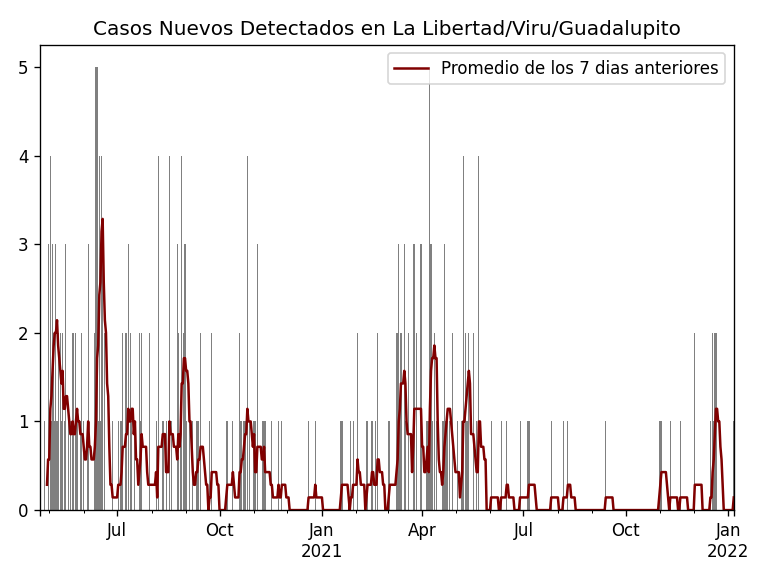 Casos Nuevos Detectados en La Libertad/Viru/Guadalupito
Promedio de los 7 dias anteriores
5
4
3
2
1
0
Jul
Oct
Jan
2021
Apr
Jul
Oct
Jan
2022